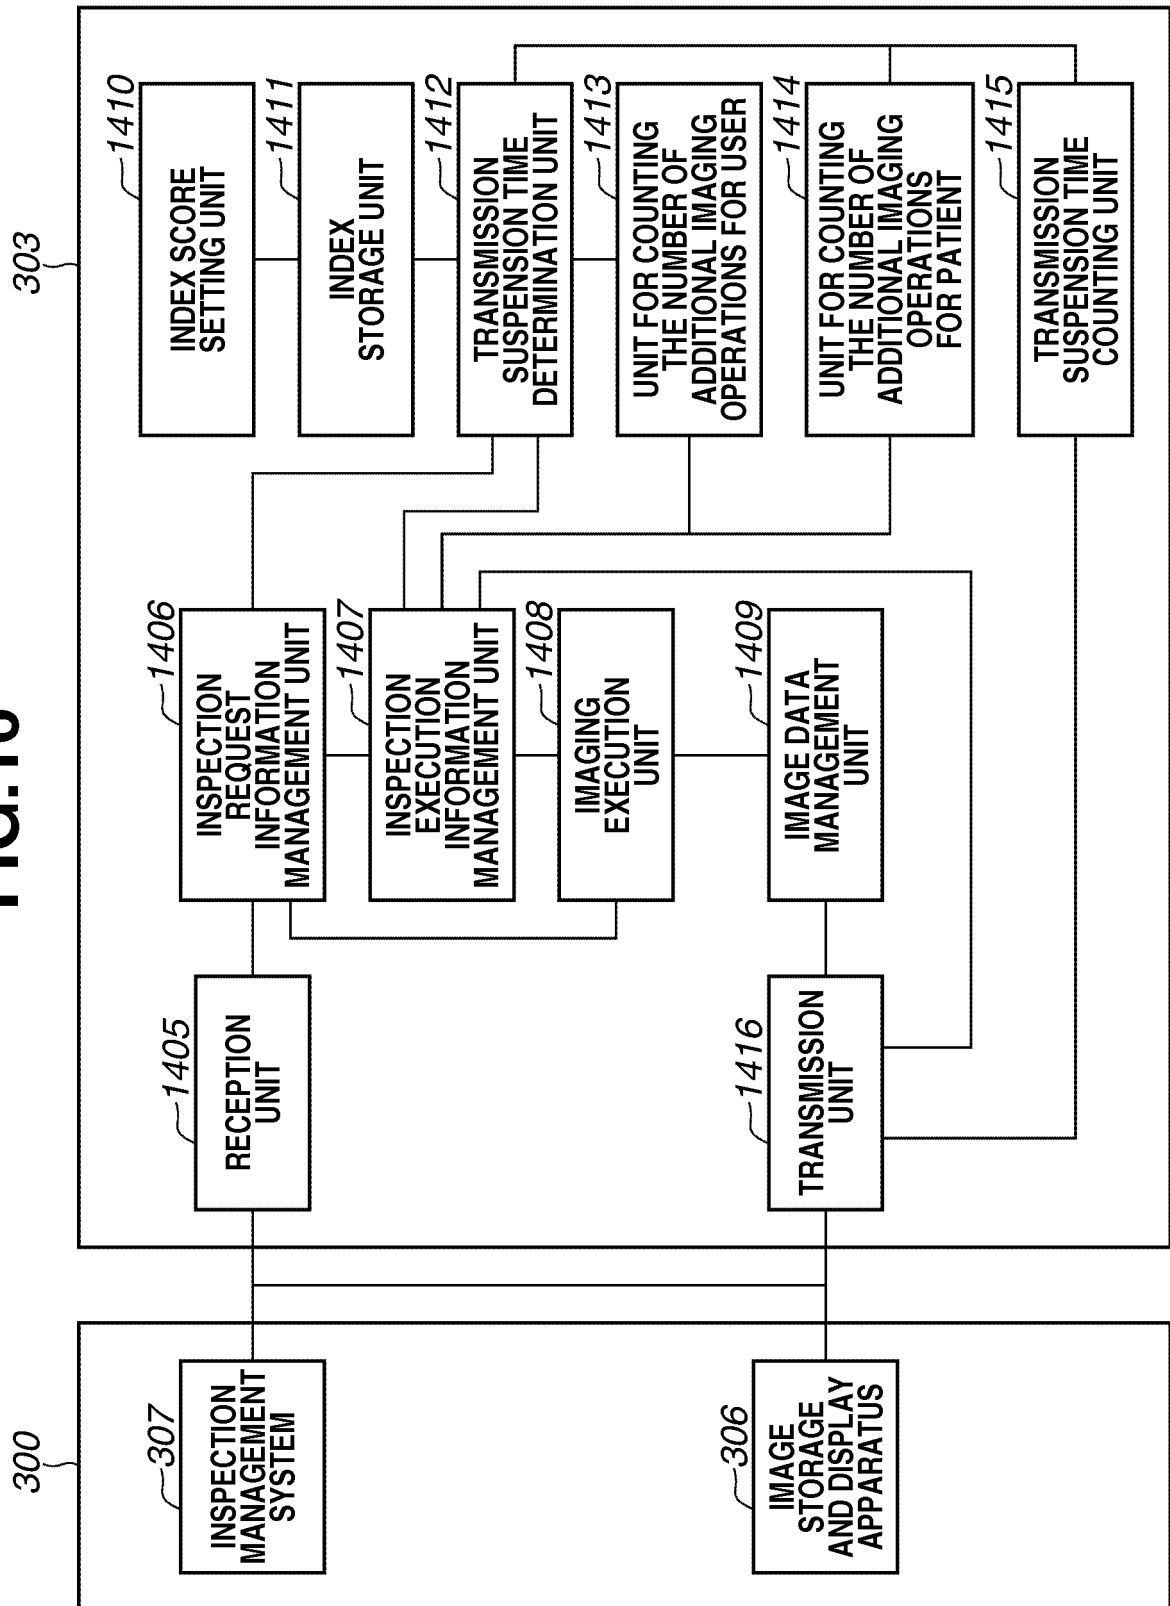 300
303
307
INSPECTION
MANAGEMENT
SYSTEM
1405
RECEPTION
UNIT
1406
INSPECTION
REQUEST
INFORMATION
MANAGEMENT UNIT
1410
INDEX SCORE
SETTING UNIT
1407
INSPECTION
EXECUTION
INFORMATION
MANAGEMENT UNIT
1411
INDEX
STORAGE UNIT
1408
IMAGING
EXECUTION
UNIT
1412
TRANSMISSION
SUSPENSION TIME
DETERMINATION UNIT
1413
UNIT FOR COUNTING
THE NUMBER OF
ADDITIONAL IMAGING
OPERATIONS FOR USER
306
IMAGE
STORAGE
AND DISPLAY
APPARATUS
1416
TRANSMISSION
UNIT
1409
IMAGE DATA
MANAGEMENT
UNIT
1414
UNIT FOR COUNTING
THE NUMBER OF
ADDITIONAL IMAGING
OPERATIONS
FOR PATIENT
1415
TRANSMISSION
SUSPENSION TIME
COUNTING UNIT